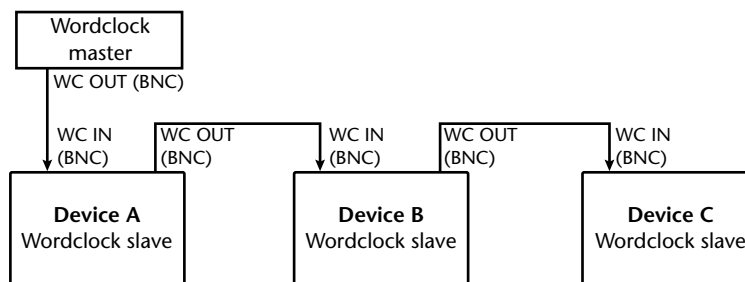 Wordclock
master
WC OUT (BNC)
WC IN
(BNC)
WC OUT
(BNC)
WC IN
(BNC)
WC OUT
(BNC)
WC IN
(BNC)
Device A
Wordclock slave
Device B
Wordclock slave
Device C
Wordclock slave